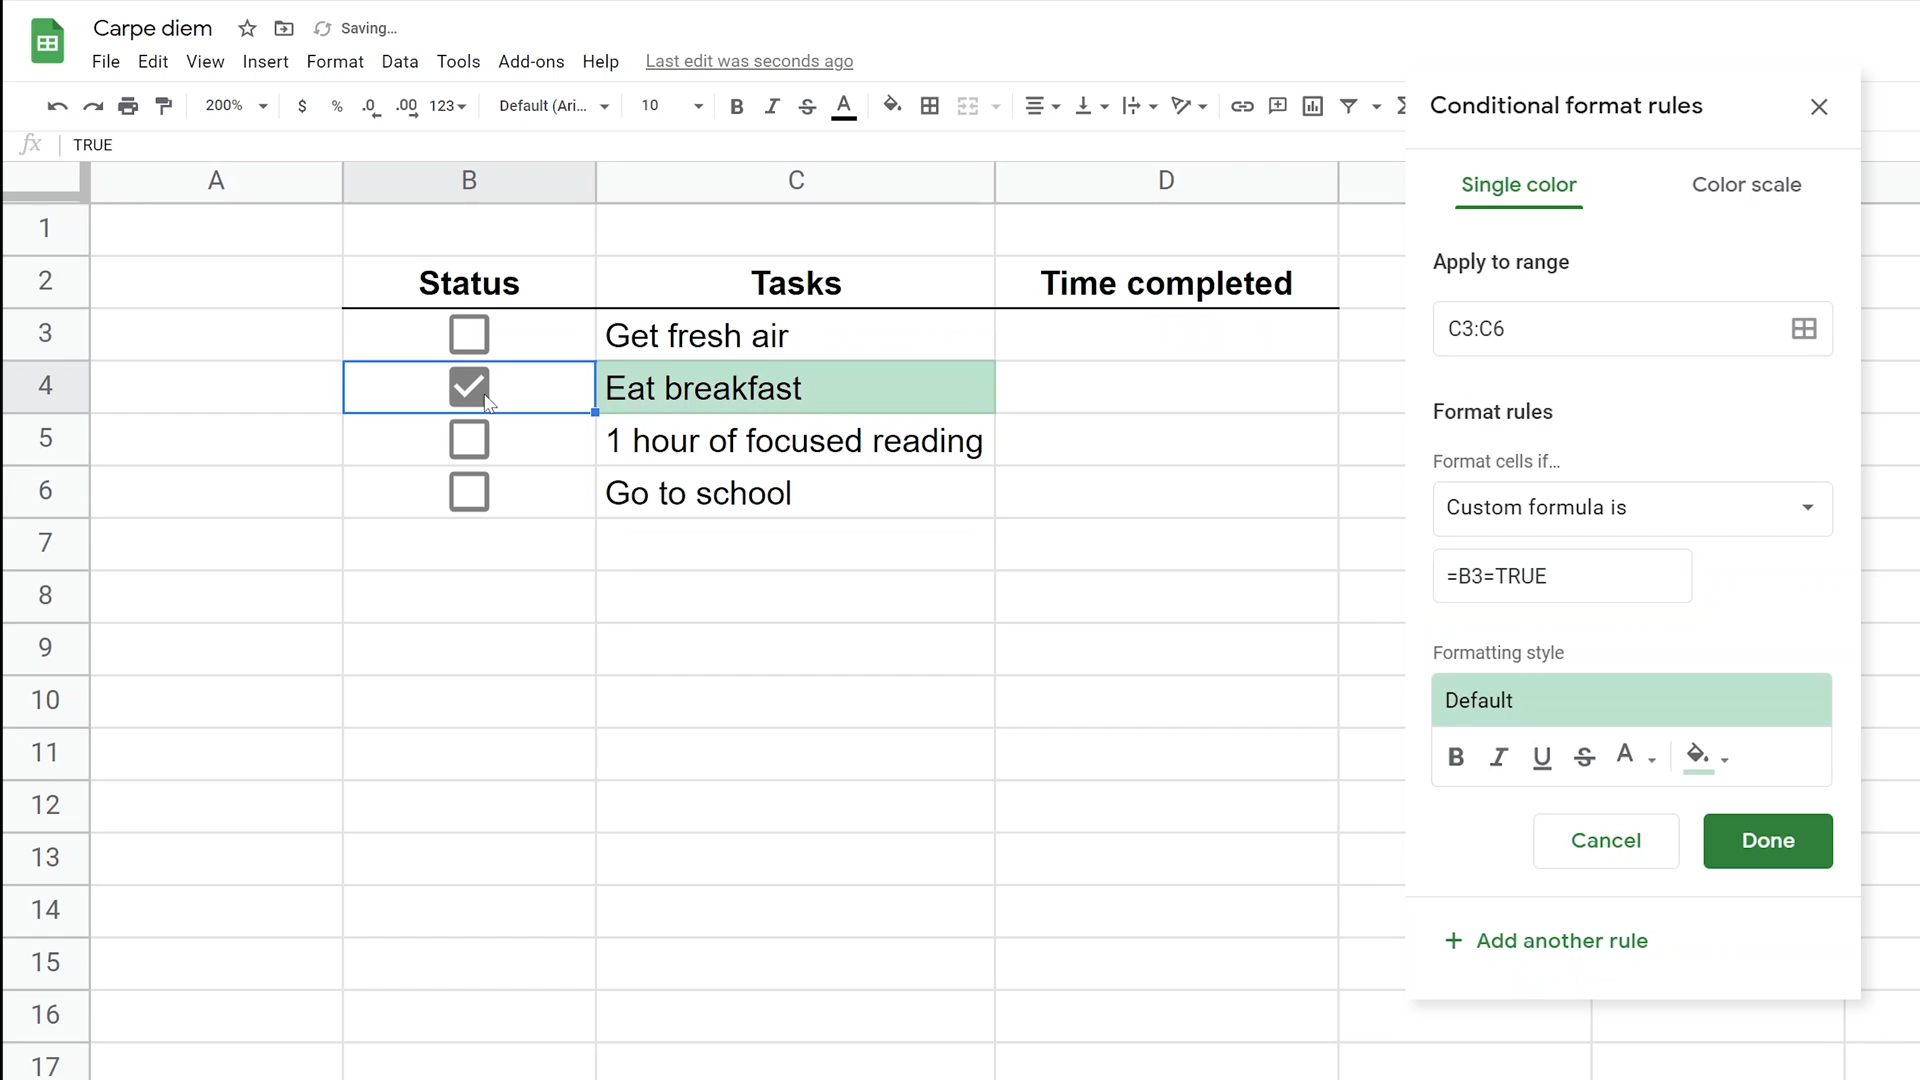 Carpe diem Saving...
File Edit View Insert Format Data Tools Add-ons Help Last edit was seconds ago
200% $ % .0 .00 123 Default (Ari... 10 B I S A
fx TRUE
A B C D
1
2 Status Tasks Time completed
3 Get fresh air
4 Eat breakfast
5 1 hour of focused reading
6 Go to school
7
8
9
10
11
12
13
14
15
16
17
Conditional format rules
Single color Color scale
Apply to range
C3:C6
Format rules
Format cells if...
Custom formula is
=B3=TRUE
Formatting style
Default
B I U S A
Cancel Done
+ Add another rule